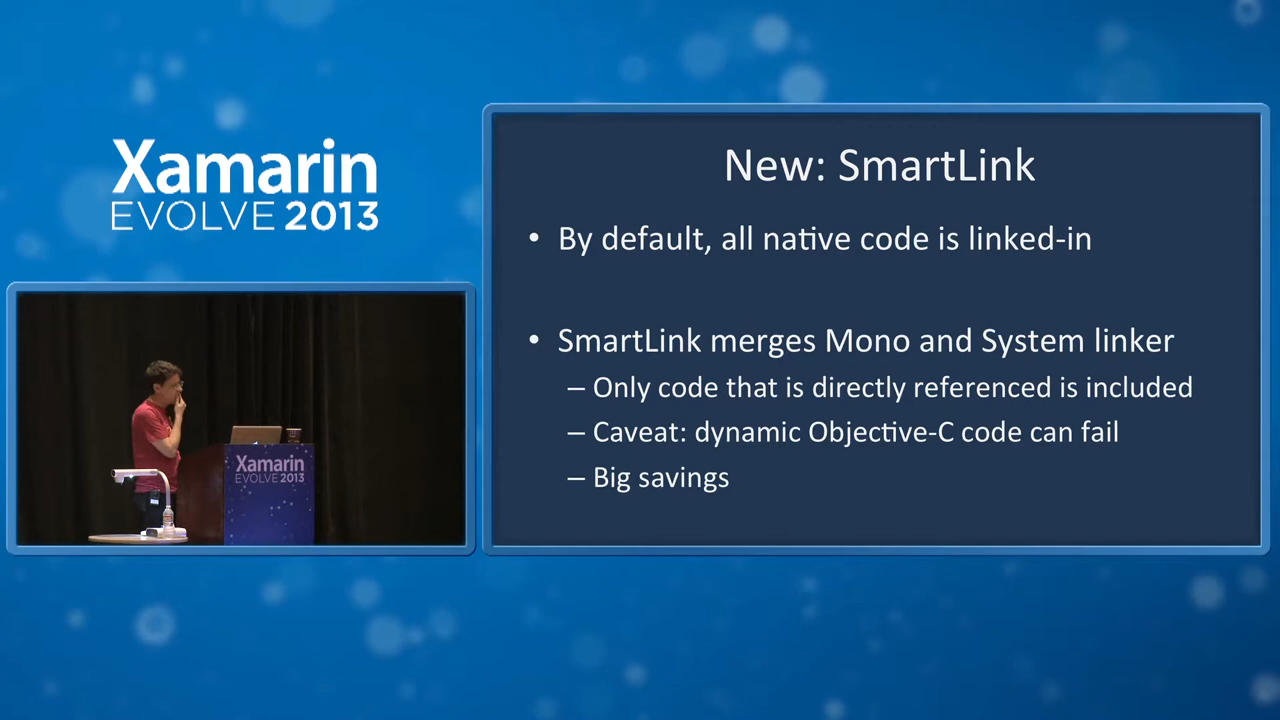 Xamarin
EVOLVE 2013
New: SmartLink
• By default, all native code is linked-in
• SmartLink merges Mono and System linker
– Only code that is directly referenced is included
– Caveat: dynamic Objective-C code can fail
– Big savings
Xamarin
EVOLVE 2013